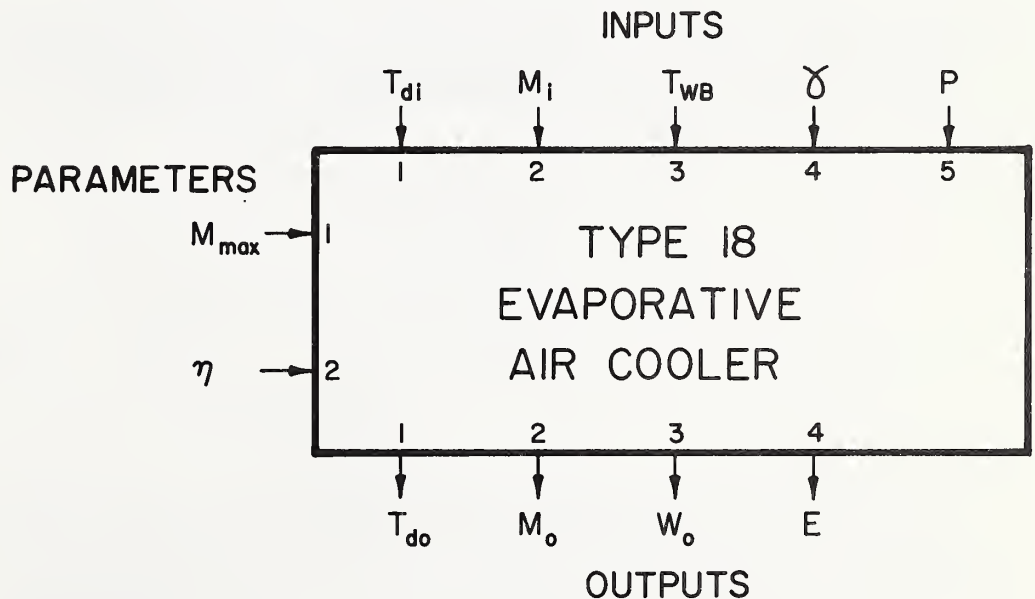 INPUTS
T_di M_i T_WB γ P
1 2 3 4 5
PARAMETERS
M_max 1
TYPE 18
EVAPORATIVE
η 2 AIR COOLER
1 2 3 4
T_do M_o W_o E
OUTPUTS